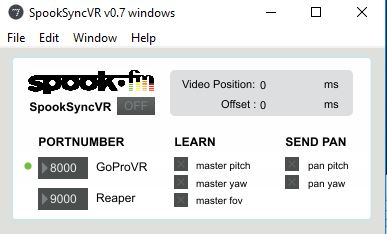 SpookSyncVR v0.7 windows
File Edit Window Help
spook.fm
SpookSyncVR OFF
Video Position: 0 ms
Offset : 0 ms
PORTNUMBER LEARN SEND PAN
8000 GoProVR
master pitch
pan pitch
master yaw
pan yaw
9000 Reaper
master fov